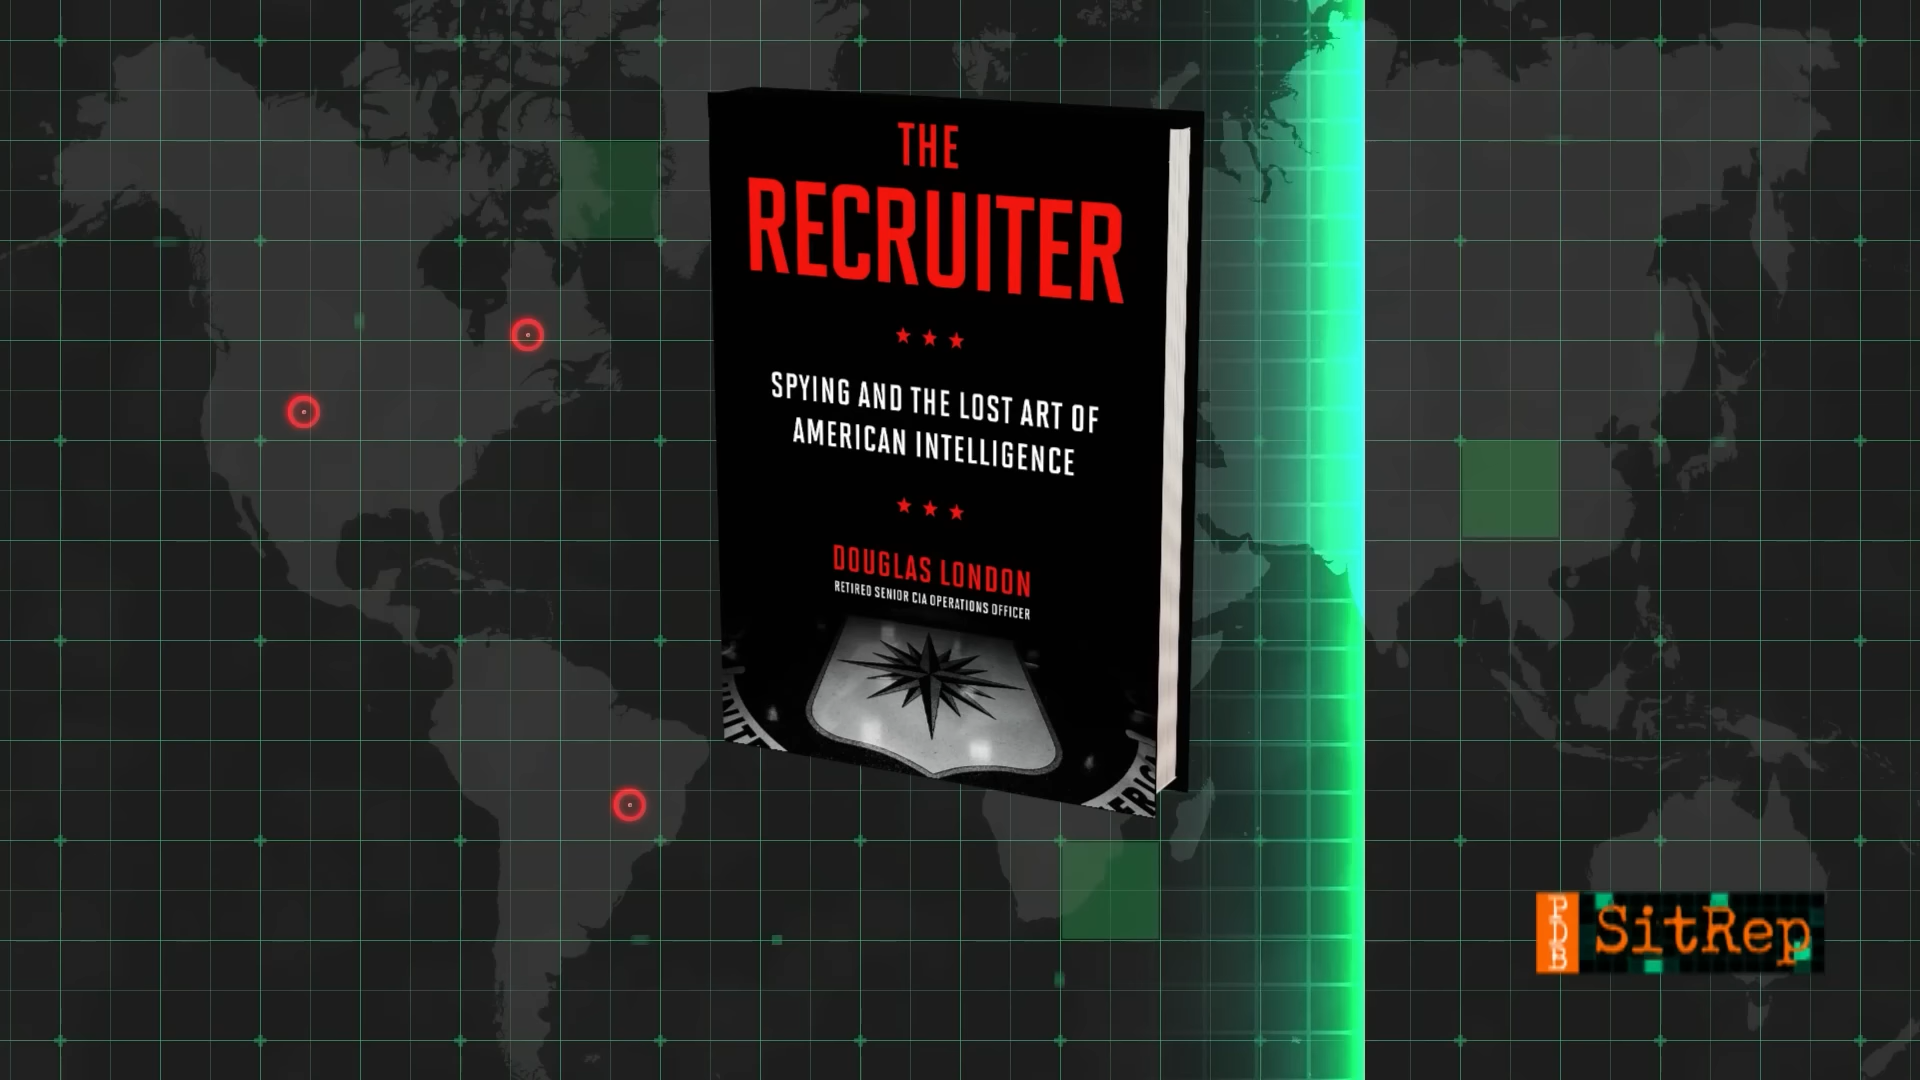 THE
RECRUITER
SPYING AND THE LOST ART OF
AMERICAN INTELLIGENCE
DOUGLAS LONDON
RETIRED SENIOR CIA OPERATIONS OFFICER
PDB
SitRep